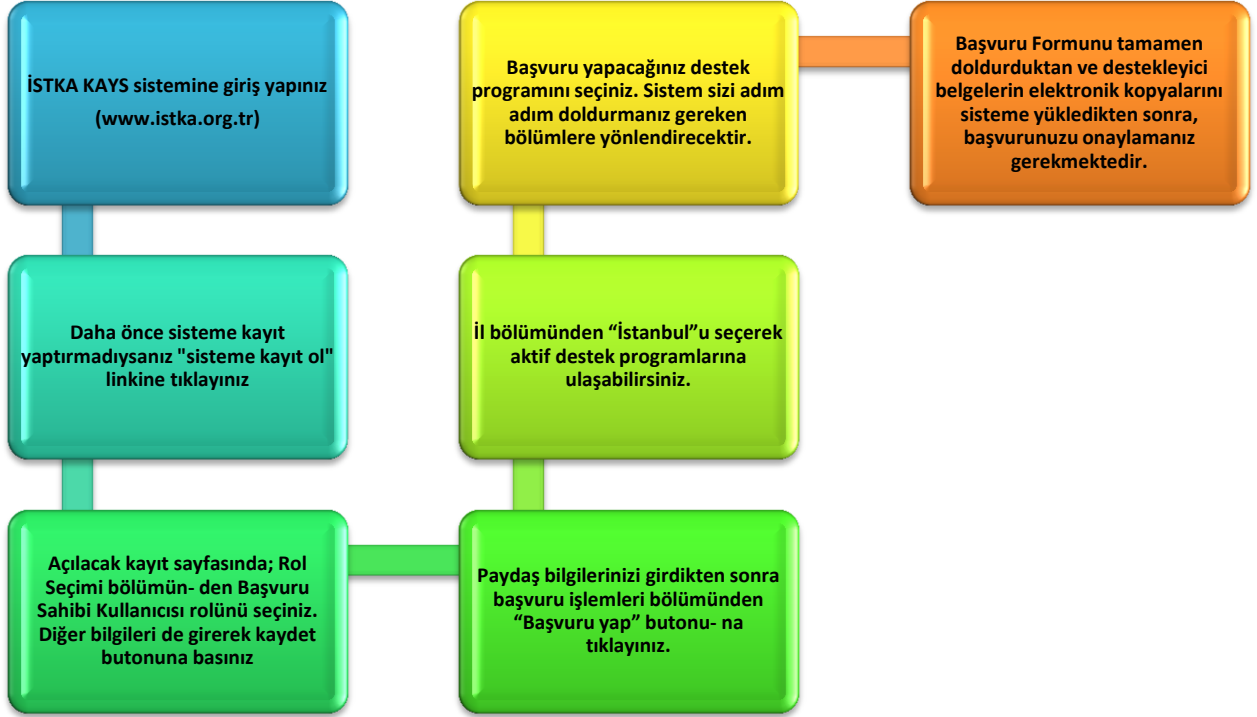 İSTKA KAYS sistemine giriş yapınız
(www.istka.org.tr)
Daha önce sisteme kayıt
yaptırmadıysanız "sisteme kayıt ol"
linkine tıklayınız
Açılacak kayıt sayfasında; Rol
Seçimi bölümün- den Başvuru
Sahibi Kullanıcısı rolünü seçiniz.
Diğer bilgileri de girerek kaydet
butonuna basınız
Paydaş bilgilerinizi girdikten sonra
başvuru işlemleri bölümünden
“Başvuru yap” butonu- na
tıklayınız.
İl bölümünden “İstanbul”u seçerek
aktif destek programlarına
ulaşabilirsiniz.
Başvuru yapacağınız destek
programını seçiniz. Sistem sizi adım
adım doldurmanız gereken
bölümlere yönlendirecektir.
Başvuru Formunu tamamen
doldurduktan ve destekleyici
belgelerin elektronik kopyalarını
sisteme yükledikten sonra,
başvurunuzu onaylamanız
gerekmektedir.